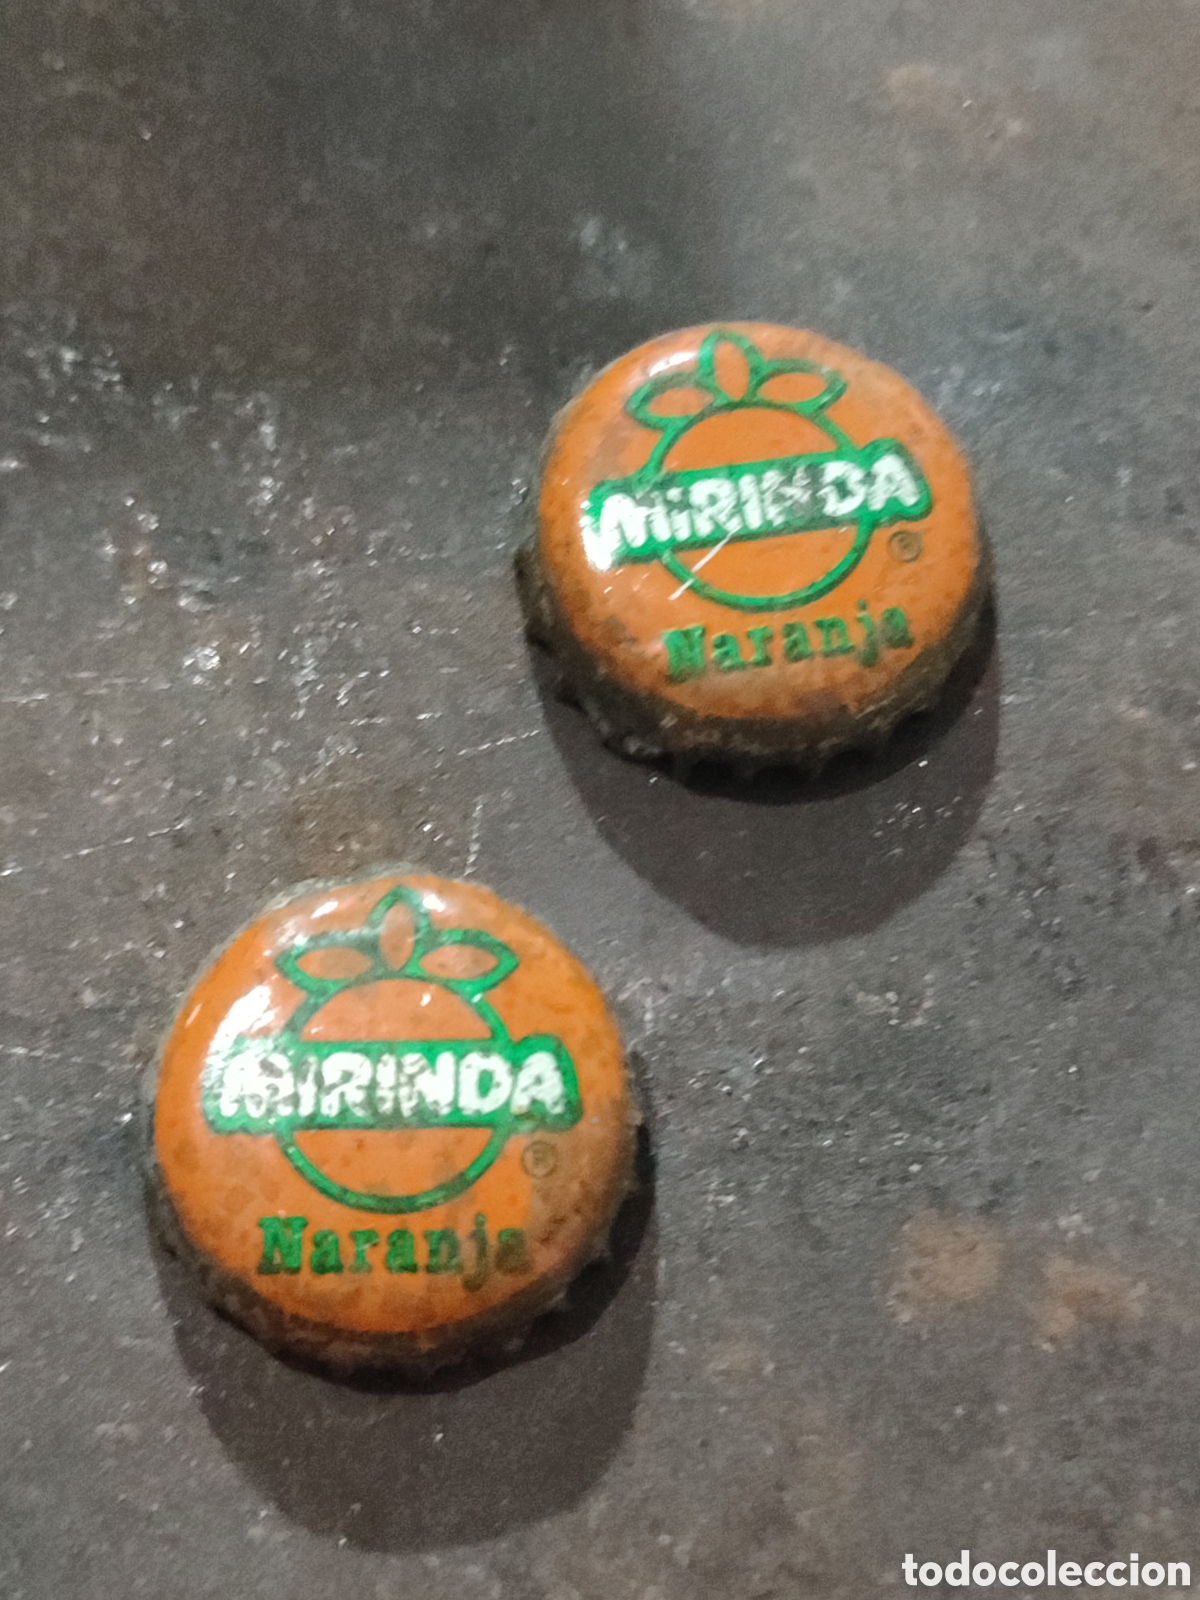 MIRINDA
®
Naranja
MIRINDA
®
Naranja
todocoleccion